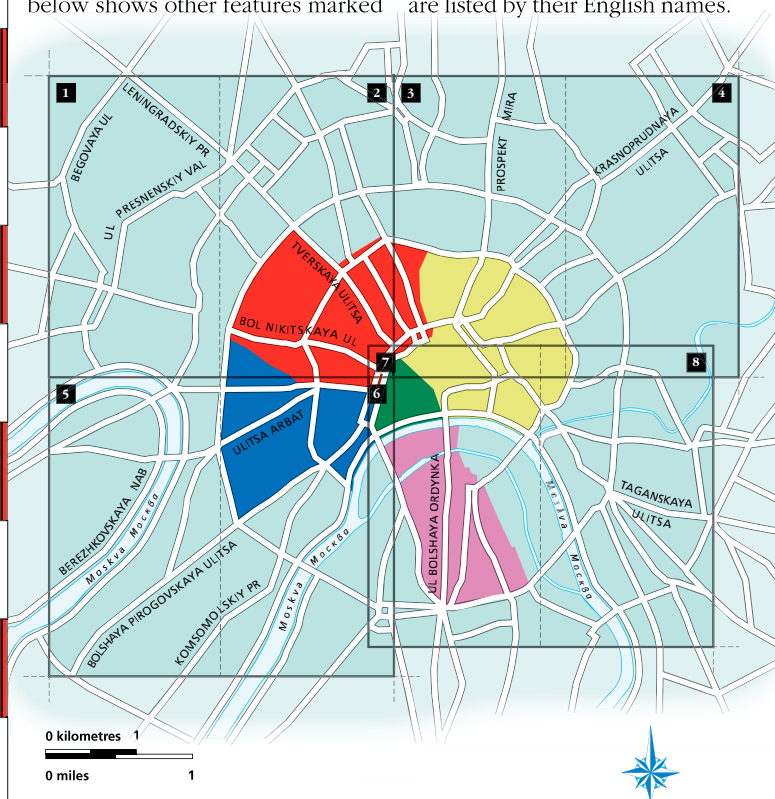 below shows other features marked
are listed by their English names.
1
2
3
4
LENINGRADSKIY PR
BEGOVAYA UL
UL PRESNENSKIY VAL
PROSPEKT MIRA
KRASNOPRUDNAYA
ULITSA
TVERSKAYA ULITSA
BOL NIKITSKAYA UL
7
8
5
6
ULITSA ARBAT
BEREZHKOVSKAYA NAB
Moskva Москва
BOLSHAYA PIROGOVSKAYA ULITSA
KOMSOMOLSKIY PR
Moskva Москва
UL BOLSHAYA ORDYNKA
Moskva Москва
TAGANSKAYA
ULITSA
0 kilometres 1
0 miles 1